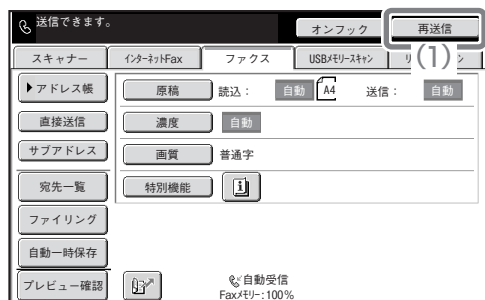 送信できます。
オンフック 再送信
スキャナー インターネットFax ファクス USBメモリースキャン
(1)
アドレス帳 原稿 読込： 自動 A4 送信： 自動
直接送信 濃度 自動
サブアドレス 画質 普通字
宛先一覧 特別機能
ファイリング
自動一時保存
プレビュー確認 自動受信
Faxメモリー:100%